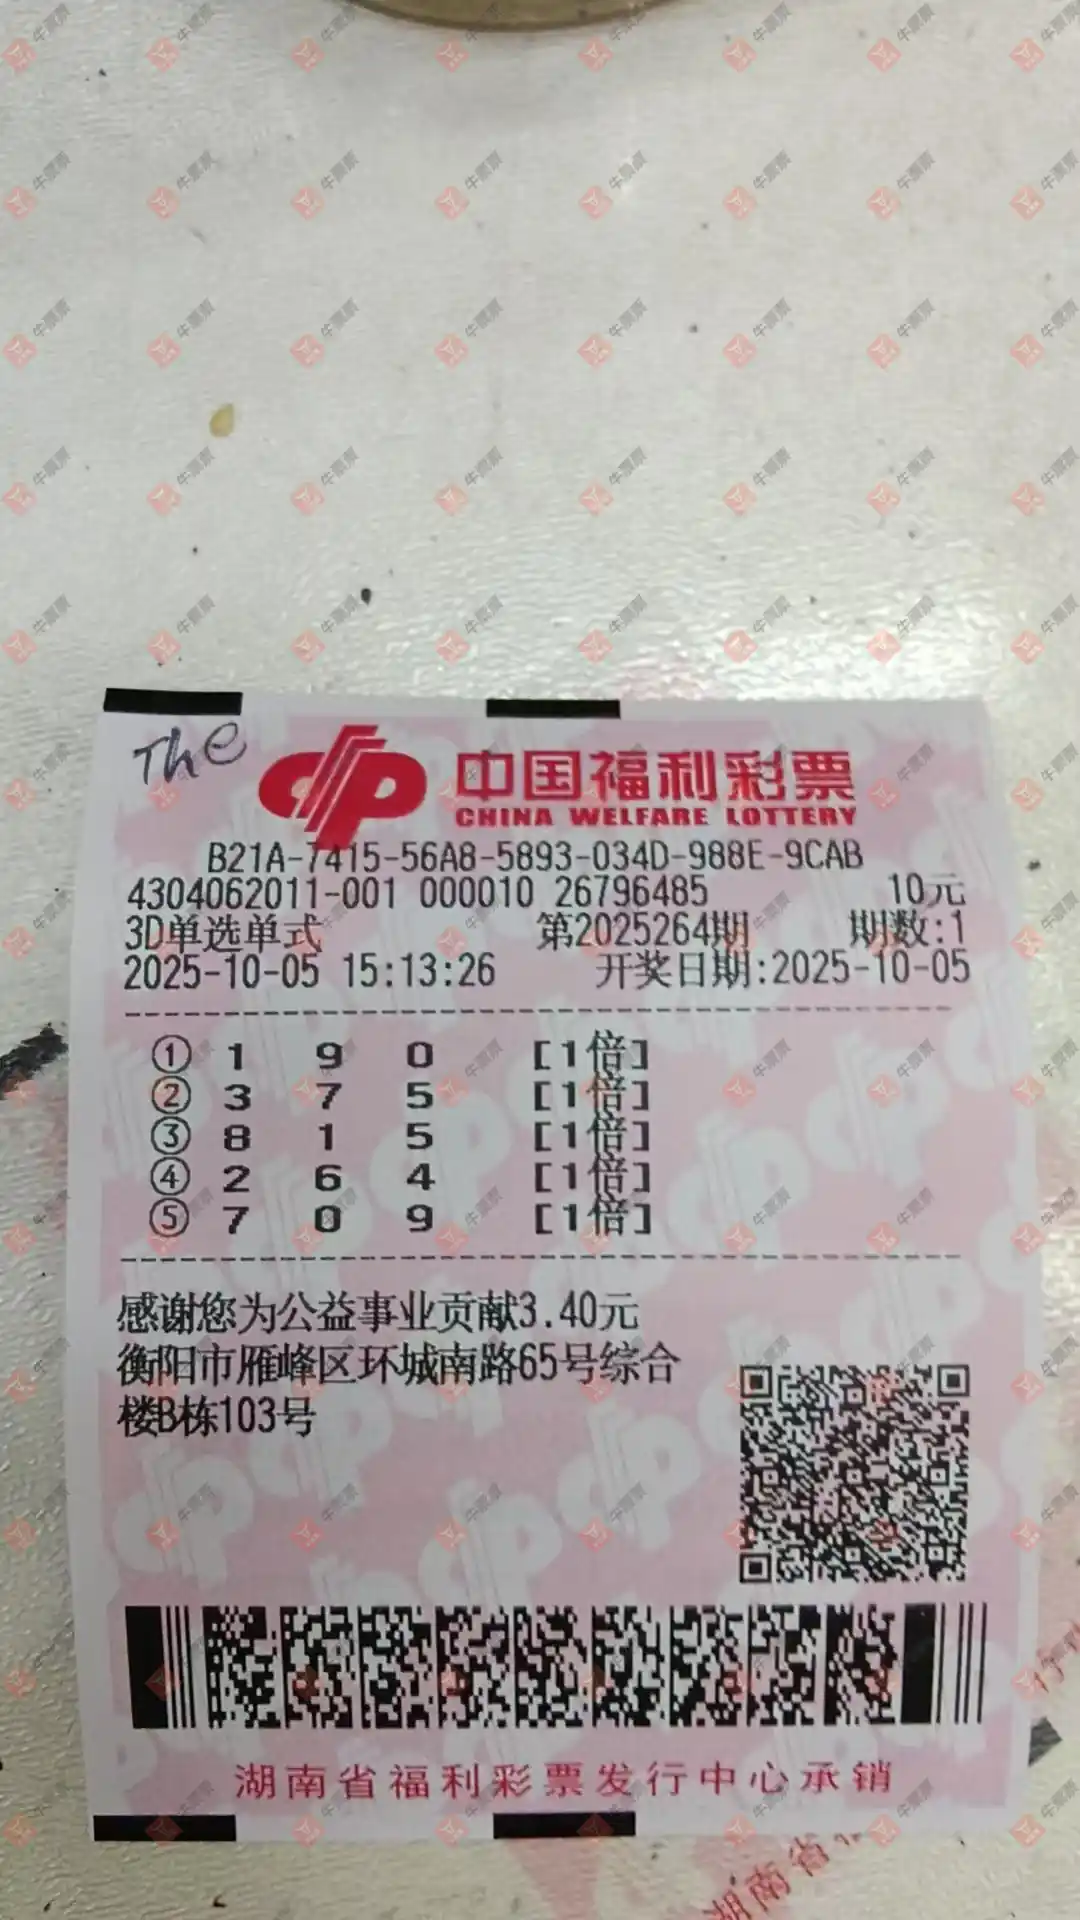 The
中国福利彩票
CHINA WELFARE LOTTERY
B21A-7415-56A8-5893-034D-988E-9CAB
4304062011-001 000010 26796485 10元
3D单选单式 第2025264期 期数:1
2025-10-05 15:13:26 开奖日期:2025-10-05
① 1 9 0 [1倍]
② 3 7 5 [1倍]
③ 8 1 5 [1倍]
④ 2 6 4 [1倍]
⑤ 7 0 9 [1倍]
感谢您为公益事业贡献3.40元
衡阳市雁峰区环城南路65号综合
楼B栋103号
湖南省福利彩票发行中心承销
湖南省